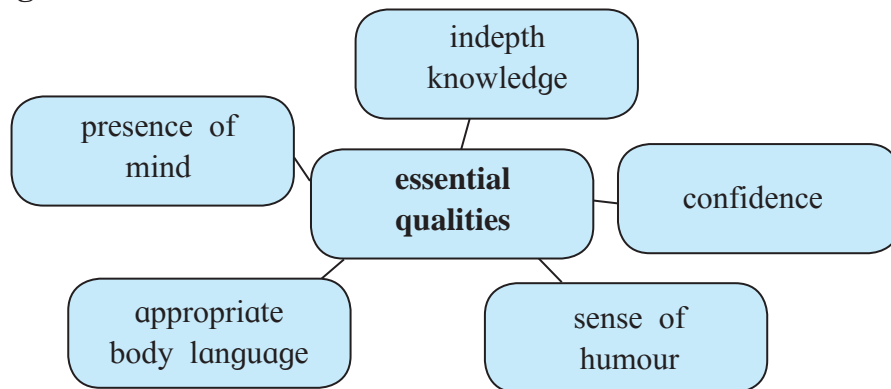 indepth
knowledge
presence of
mind
essential
qualities
confidence
appropriate
body language
sense of
humour